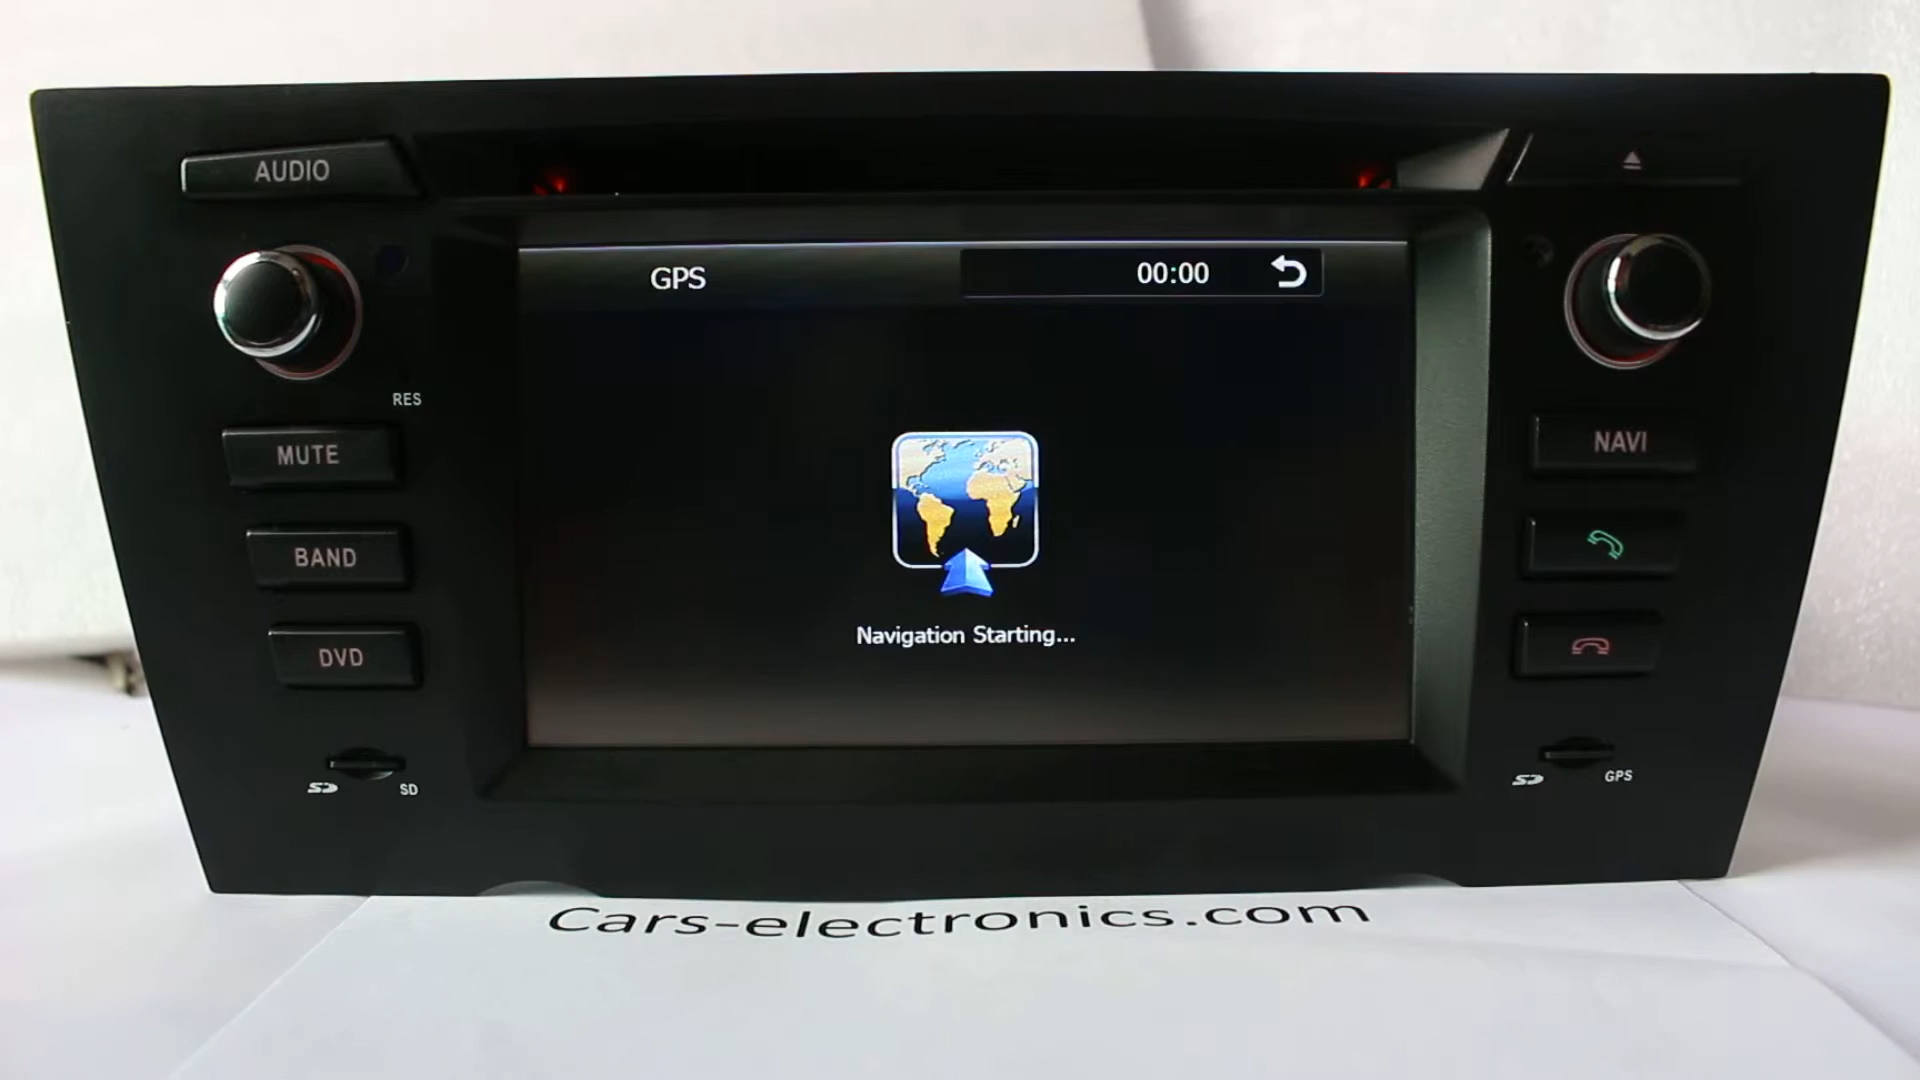 AUDIO
GPS
00:00
RES
MUTE
NAVI
BAND
Navigation Starting...
DVD
SD
SD
SD
GPS
Cars-electronics.com